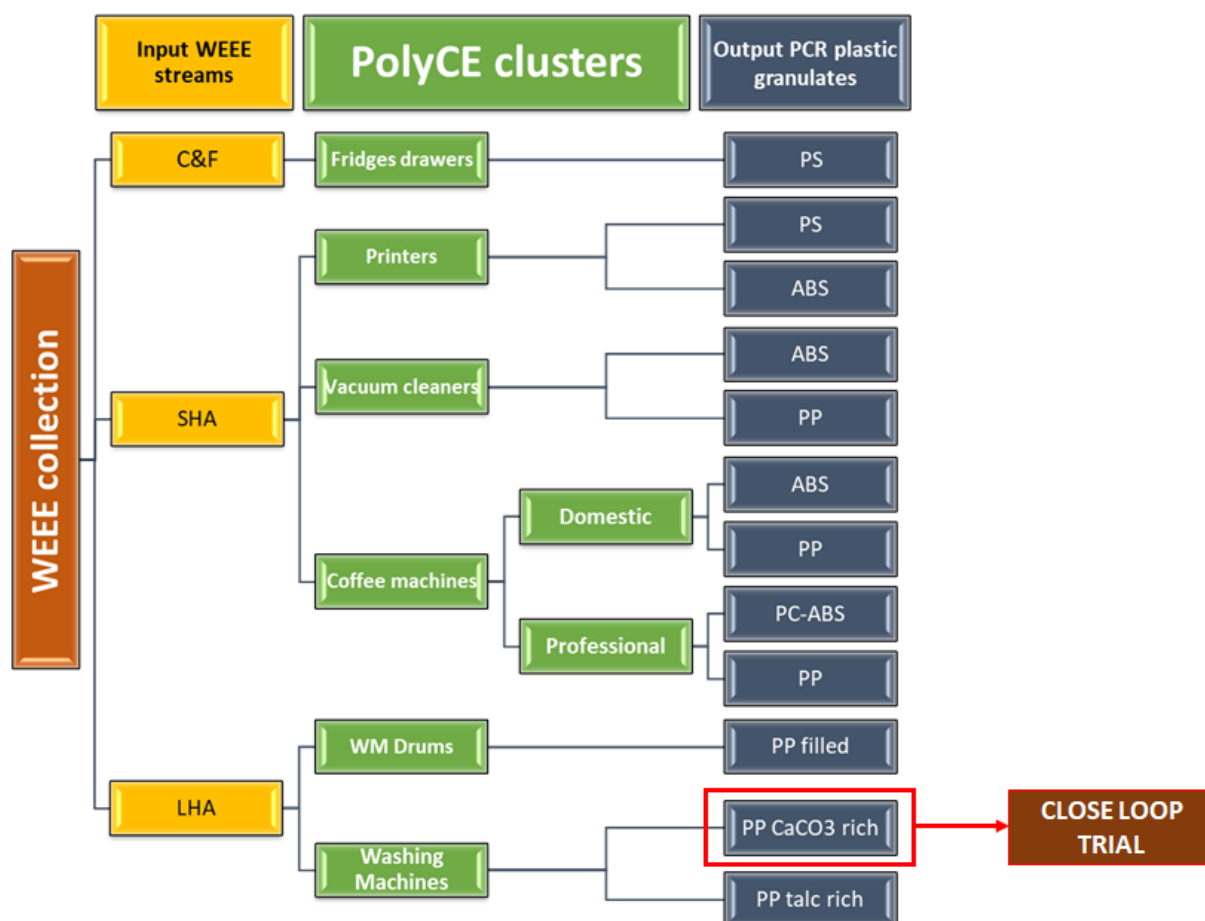 Input WEEE
streams
PolyCE clusters
Output PCR plastic
granulates
WEEE collection
C&F
Fridges drawers
PS
Printers
PS
ABS
SHA
Vacuum cleaners
ABS
PP
Coffee machines
Domestic
ABS
PP
Professional
PC-ABS
PP
LHA
WM Drums
PP filled
Washing
Machines
PP CaCO3 rich
CLOSE LOOP
TRIAL
PP talc rich